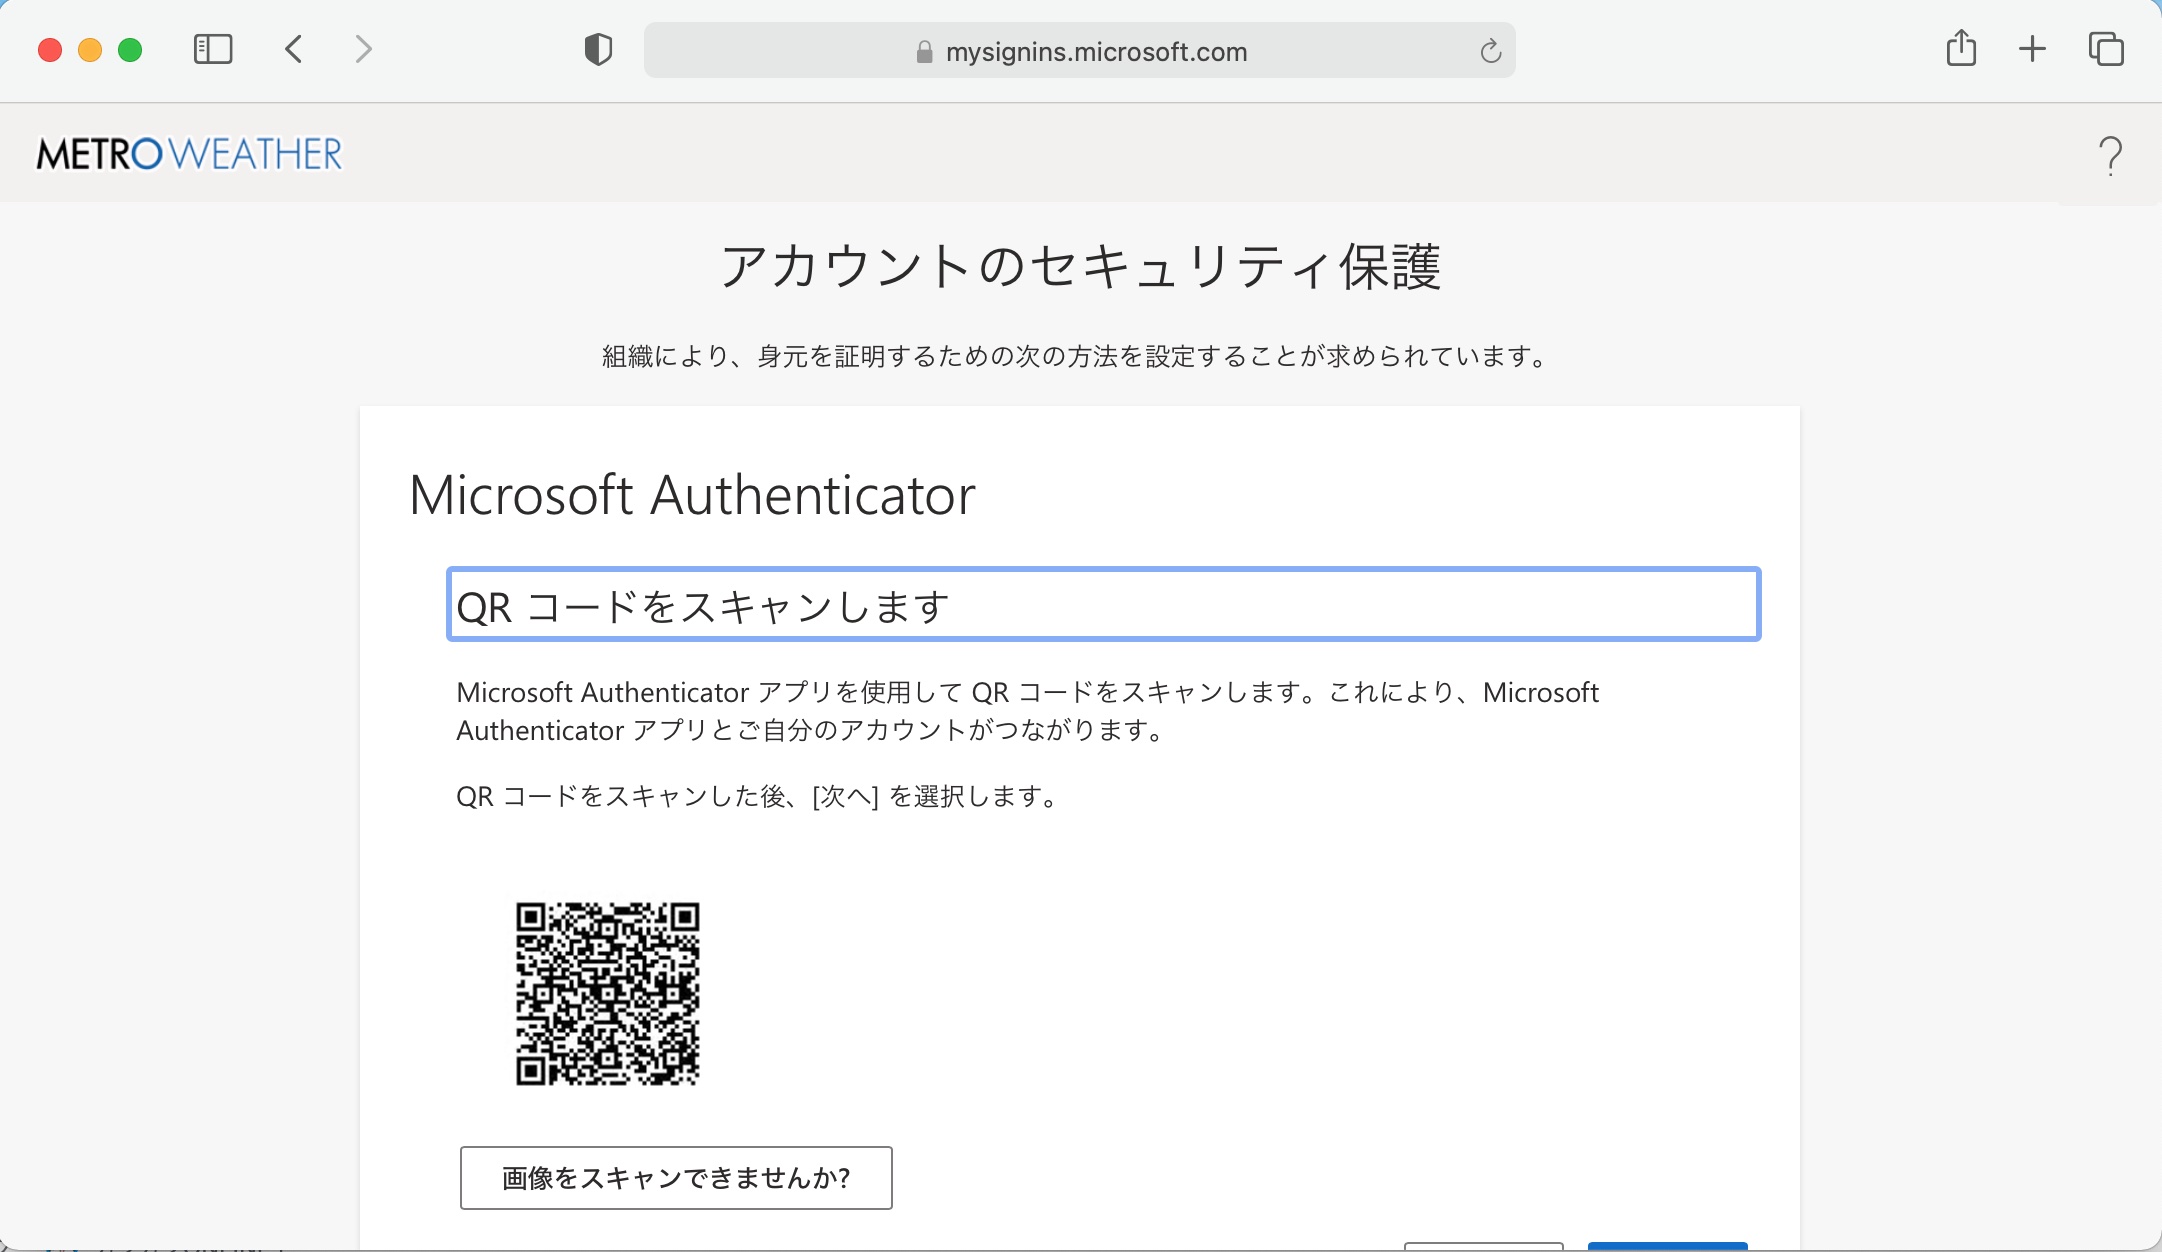 mysignins.microsoft.com
METROWEATHER
?
アカウントのセキュリティ保護
組織により、身元を証明するための次の方法を設定することが求められています。
Microsoft Authenticator
QR コードをスキャンします
Microsoft Authenticator アプリを使用して QR コードをスキャンします。これにより、Microsoft
Authenticator アプリとご自分のアカウントがつながります。
QR コードをスキャンした後、[次へ] を選択します。
画像をスキャンできませんか?